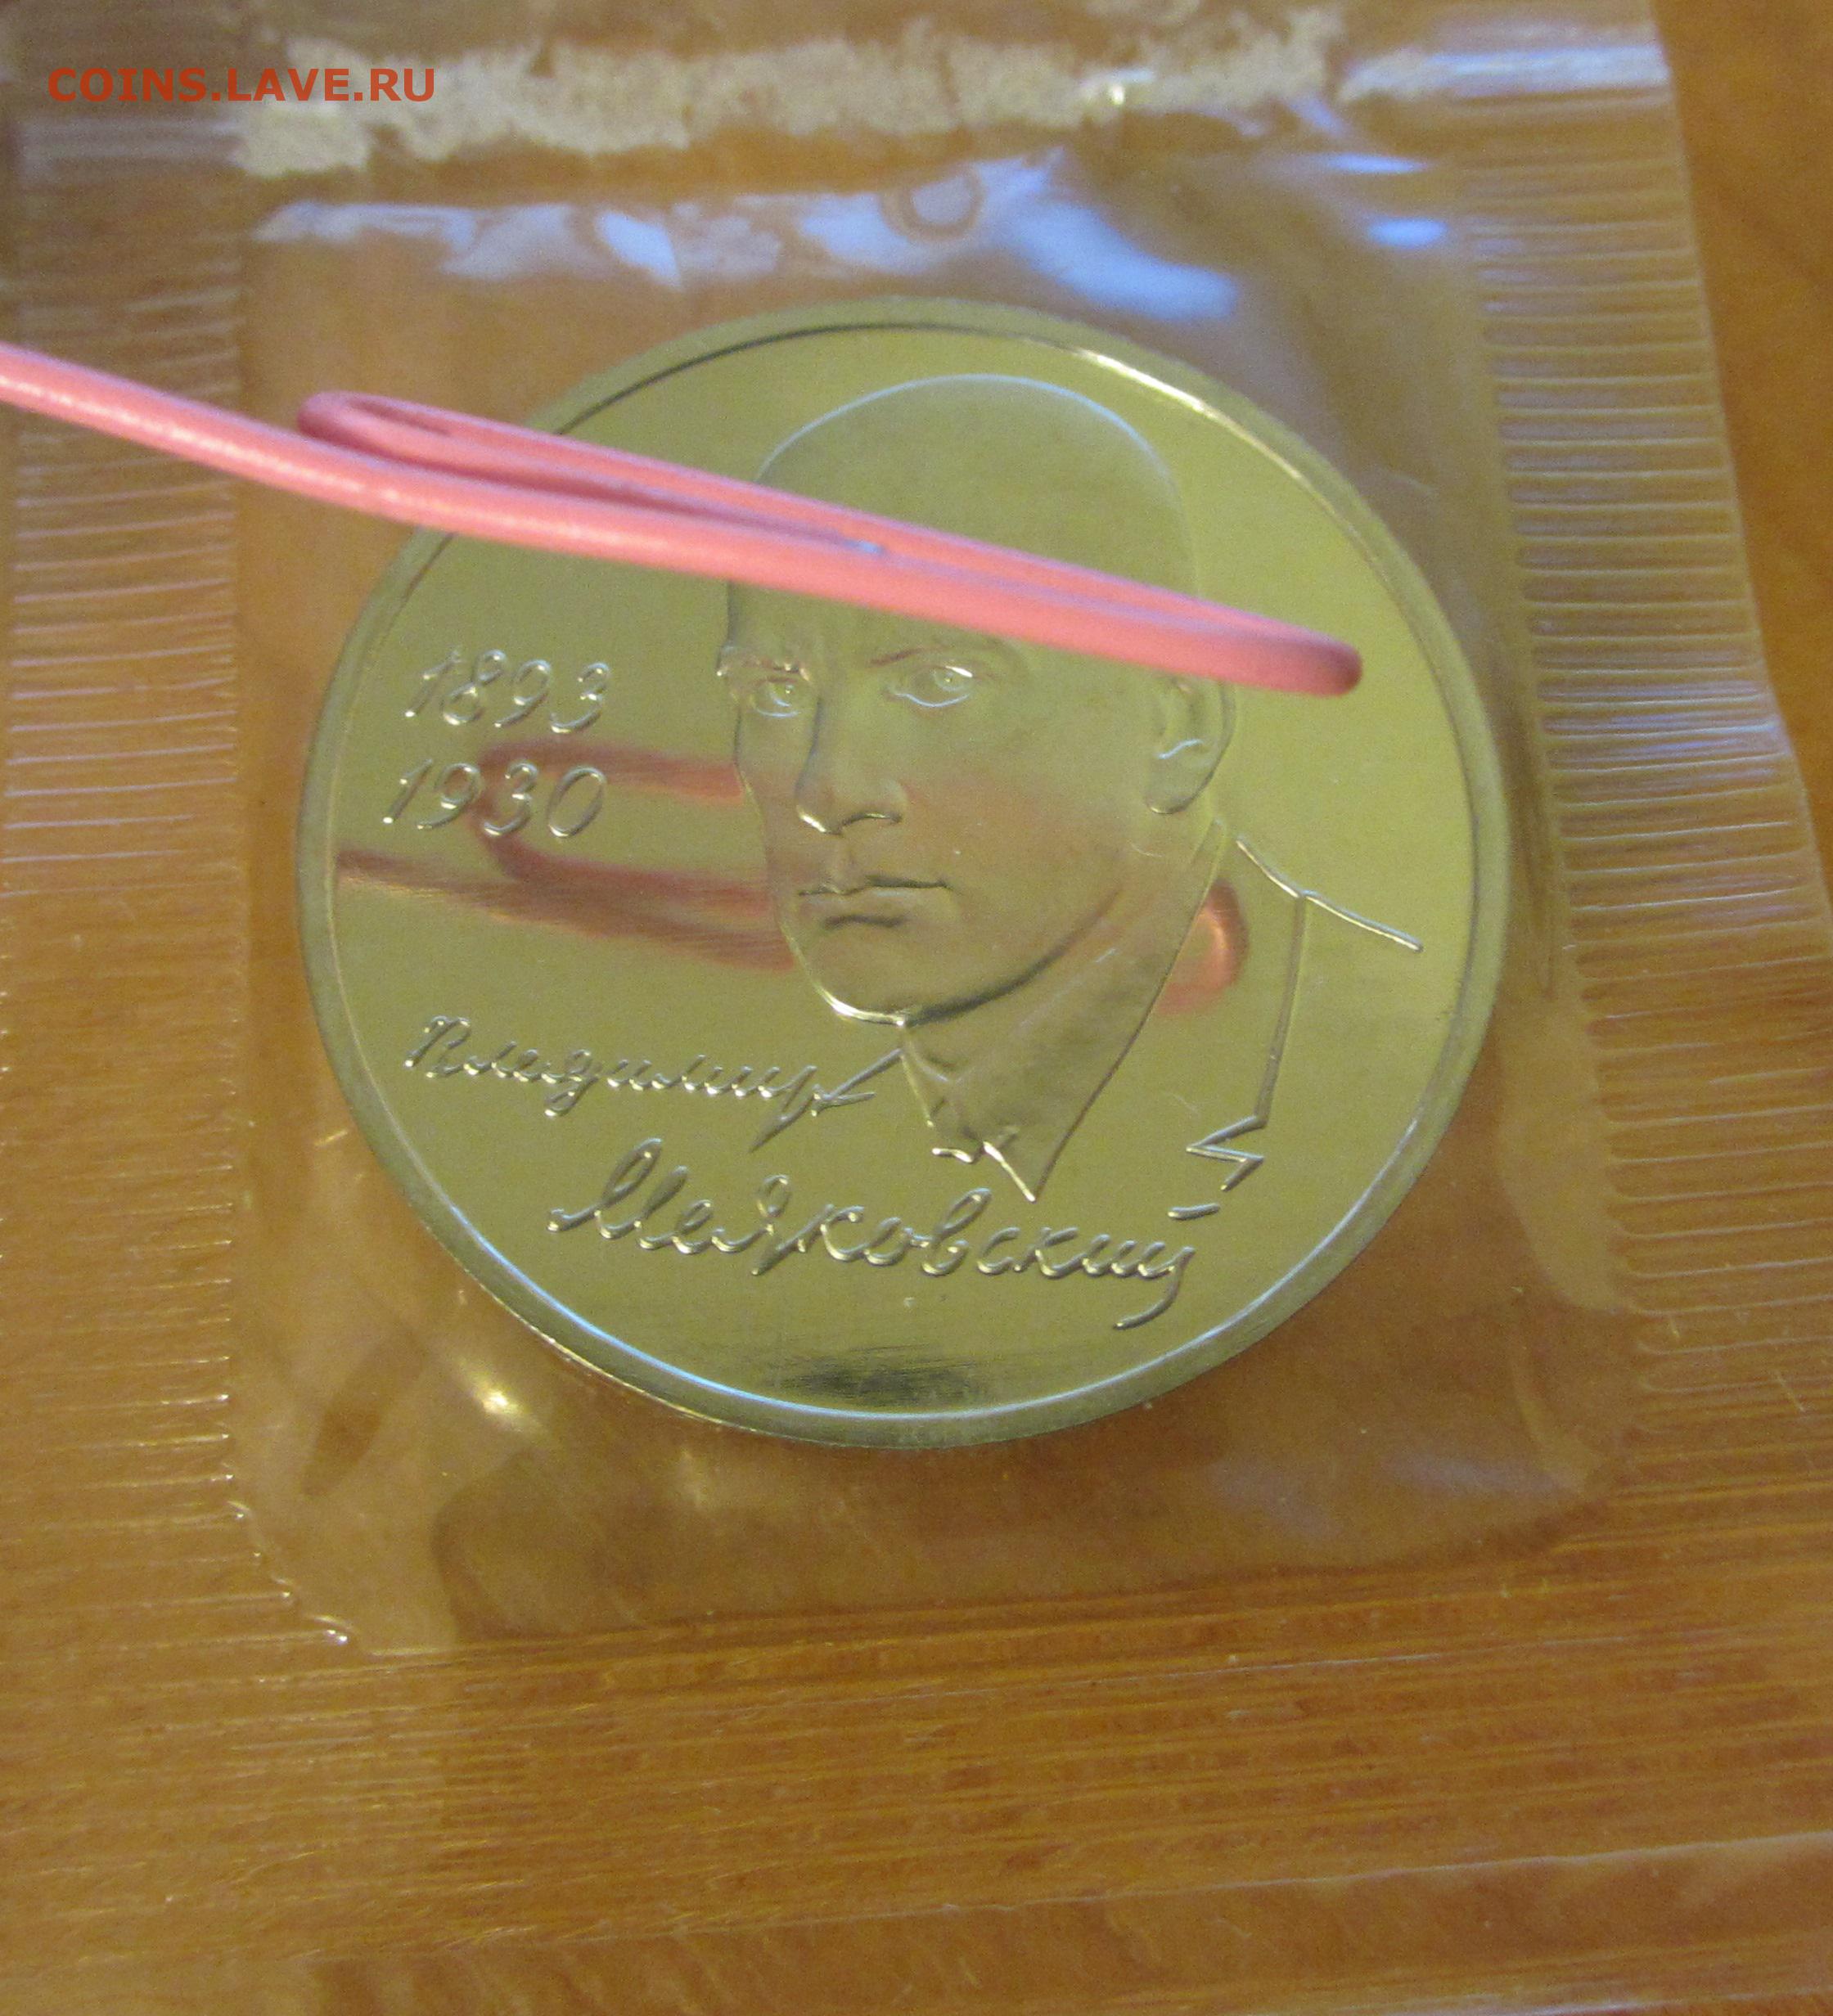 COINS.LAVE.RU
1893
1930
Владимир
Маяковский